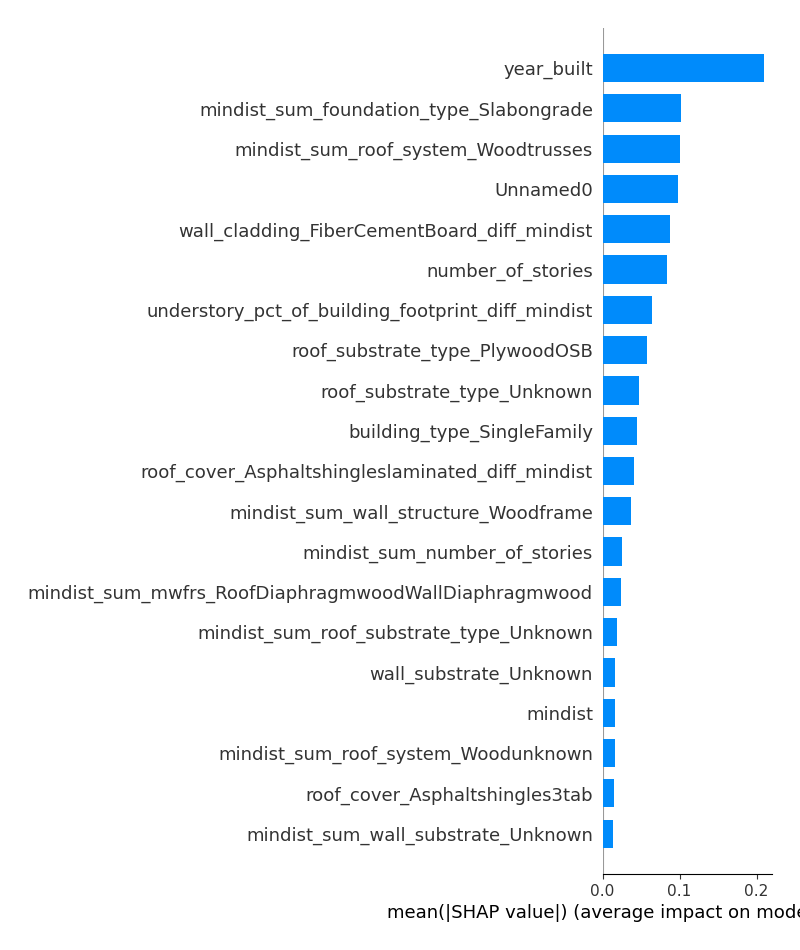 year_built
mindist_sum_foundation_type_Slabongrade
mindist_sum_roof_system_Woodtrusses
Unnamed0
wall_cladding_FiberCementBoard_diff_mindist
number_of_stories
understory_pct_of_building_footprint_diff_mindist
roof_substrate_type_PlywoodOSB
roof_substrate_type_Unknown
building_type_SingleFamily
roof_cover_Asphaltshingleslaminated_diff_mindist
mindist_sum_wall_structure_Woodframe
mindist_sum_number_of_stories
mindist_sum_mwfrs_RoofDiaphragmwoodWallDiaphragmwood
mindist_sum_roof_substrate_type_Unknown
wall_substrate_Unknown
mindist
mindist_sum_roof_system_Woodunknown
roof_cover_Asphaltshingles3tab
mindist_sum_wall_substrate_Unknown
0.0 0.1 0.2
mean(|SHAP value|) (average impact on mode